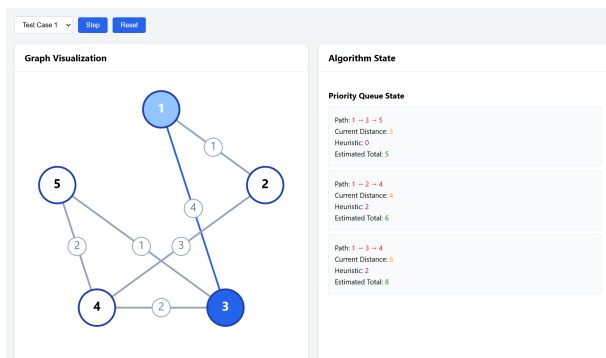 Test Case 1
Step
Reset
Graph Visualization
1
1
5
2
4
2
1
3
4
2
3
Algorithm State
Priority Queue State
Path: 1 → 3 → 5
Current Distance: 5
Heuristic: 0
Estimated Total: 5
Path: 1 → 2 → 4
Current Distance: 4
Heuristic: 2
Estimated Total: 6
Path: 1 → 3 → 4
Current Distance: 6
Heuristic: 2
Estimated Total: 8